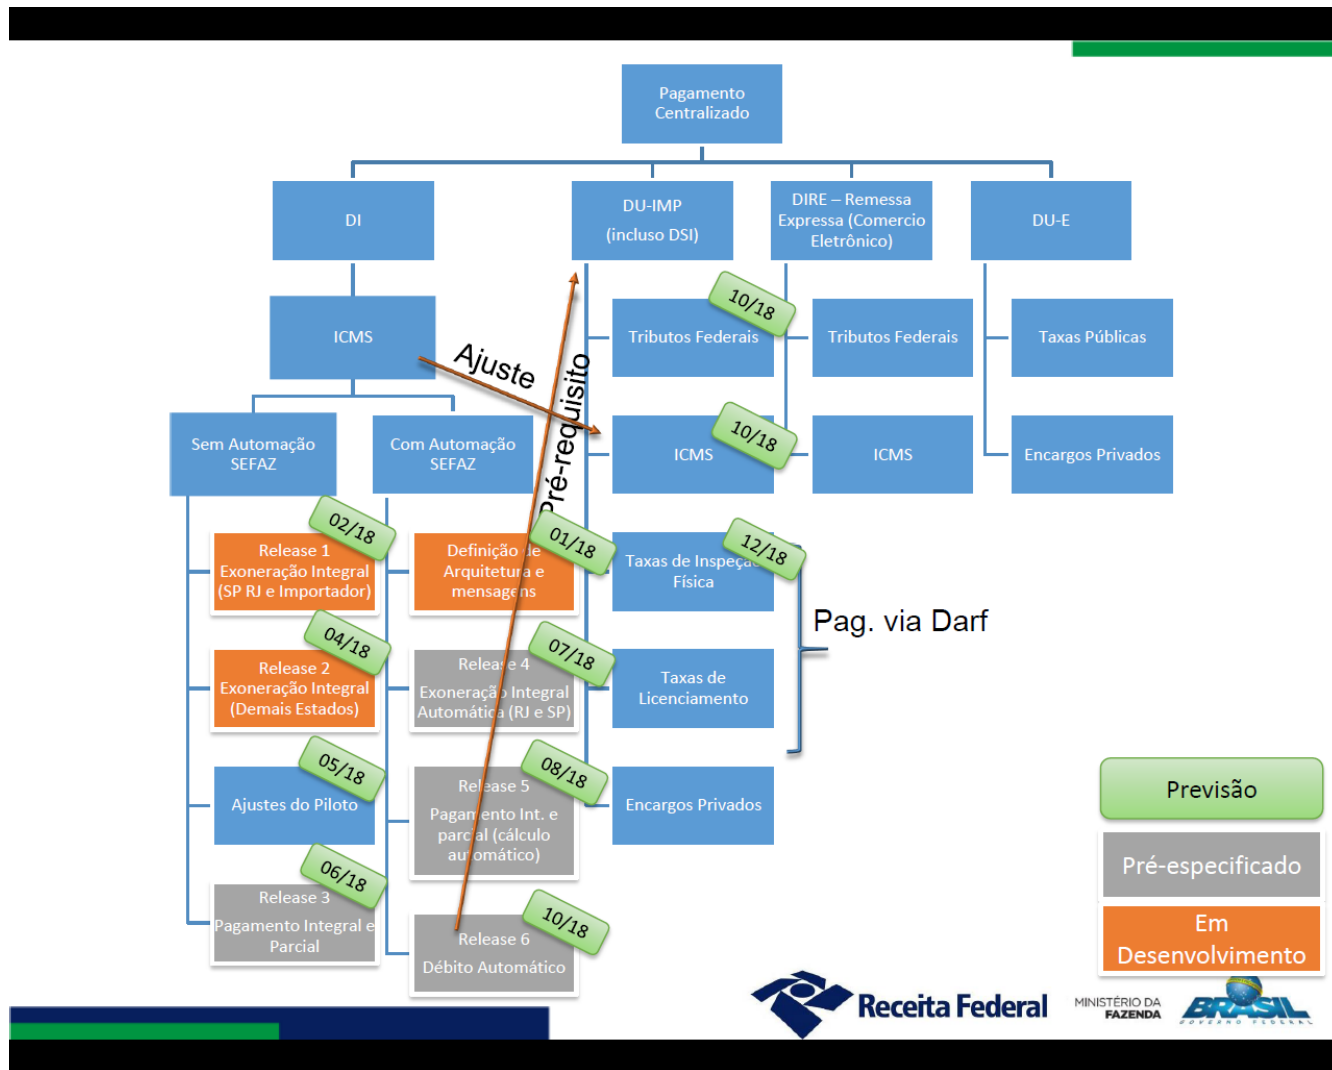 Pagamento
Centralizado
DI
DU-IMP
(incluso DSI)
DIRE – Remessa
Expressa (Comercio
Eletrônico)
DU-E
ICMS
Ajuste
Pré-requisito
10/18
Tributos Federais
Tributos Federais
Taxas Públicas
Sem Automação
SEFAZ
Com Automação
SEFAZ
10/18
ICMS
ICMS
Encargos Privados
02/18
Release 1
Exoneração Integral
(SP RJ e Importador)
01/18
Definição de
Arquitetura e
mensagens
12/18
Taxas de Inspeção
Física
Pag. via Darf
04/18
Release 2
Exoneração Integral
(Demais Estados)
07/18
Release 4
Exoneração Integral
Automática (RJ e SP)
Taxas de
Licenciamento
05/18
Ajustes do Piloto
08/18
Release 5
Pagamento Int. e
parcial (cálculo
automático)
Encargos Privados
06/18
Release 3
Pagamento Integral e
Parcial
10/18
Release 6
Débito Automático
Previsão
Pré-especificado
Em
Desenvolvimento
Receita Federal
MINISTÉRIO DA
FAZENDA
BRASIL
GOVERNO FEDERAL